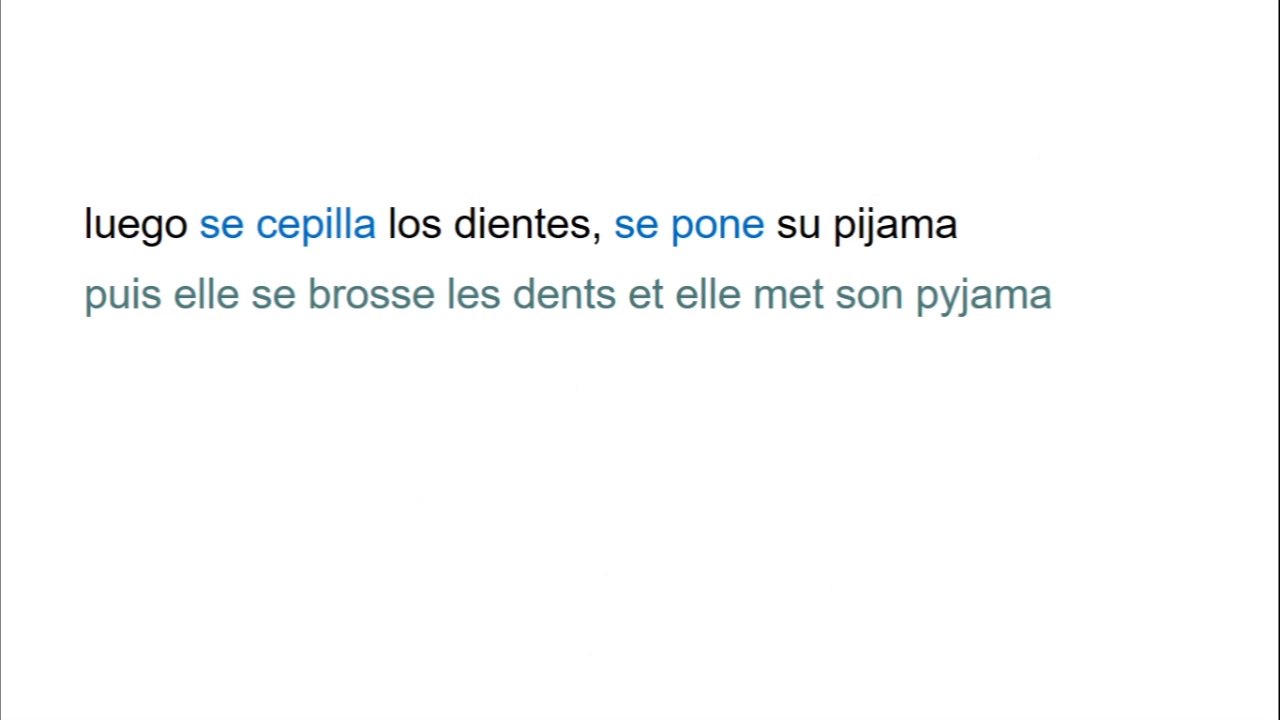 luego se cepilla los dientes, se pone su pijama
puis elle se brosse les dents et elle met son pyjama